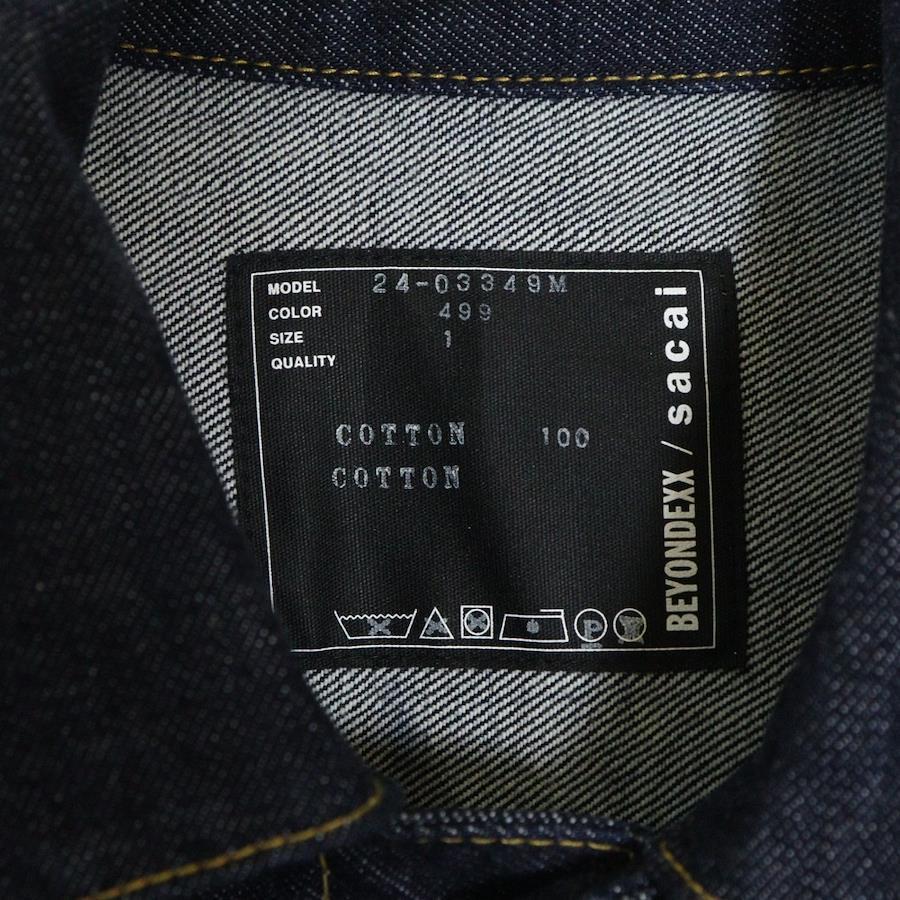 MODEL 24-03349M
COLOR 499
SIZE 1
QUALITY
COTTON 100
COTTON
P
BEYONDEXX / sacai